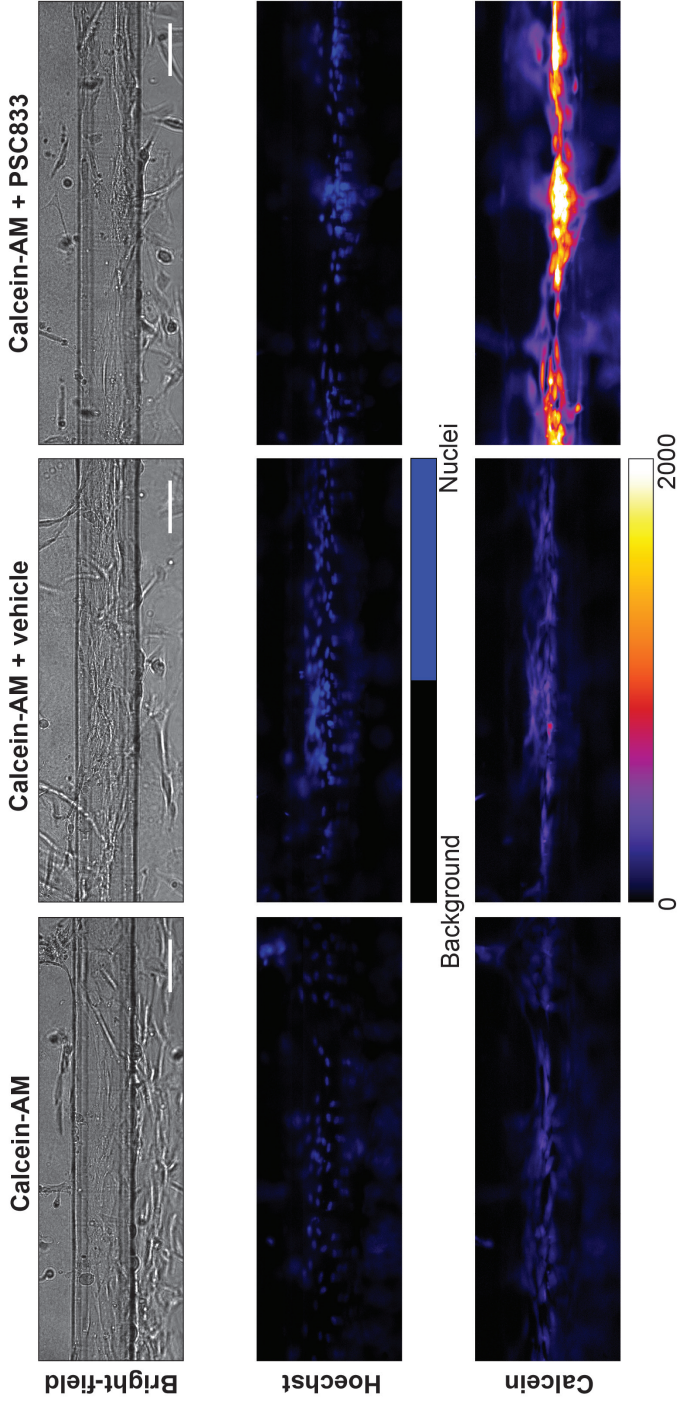 Calcein-AM
Calcein-AM + vehicle
Calcein-AM + PSC833
Bright-field
Hoechst
Background
Nuclei
Calcein
0
2000